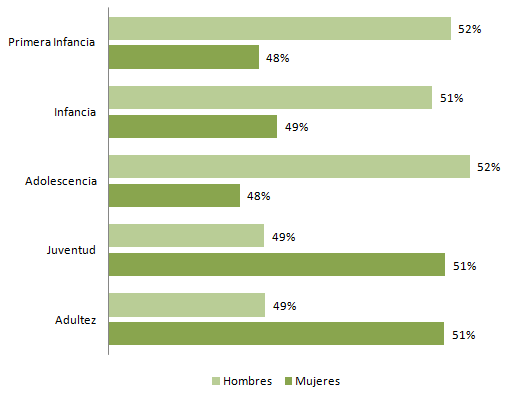 52%
Primera Infancia
48%
51%
Infancia
49%
52%
Adolescencia
48%
49%
Juventud
51%
49%
Adultez
51%
Hombres Mujeres